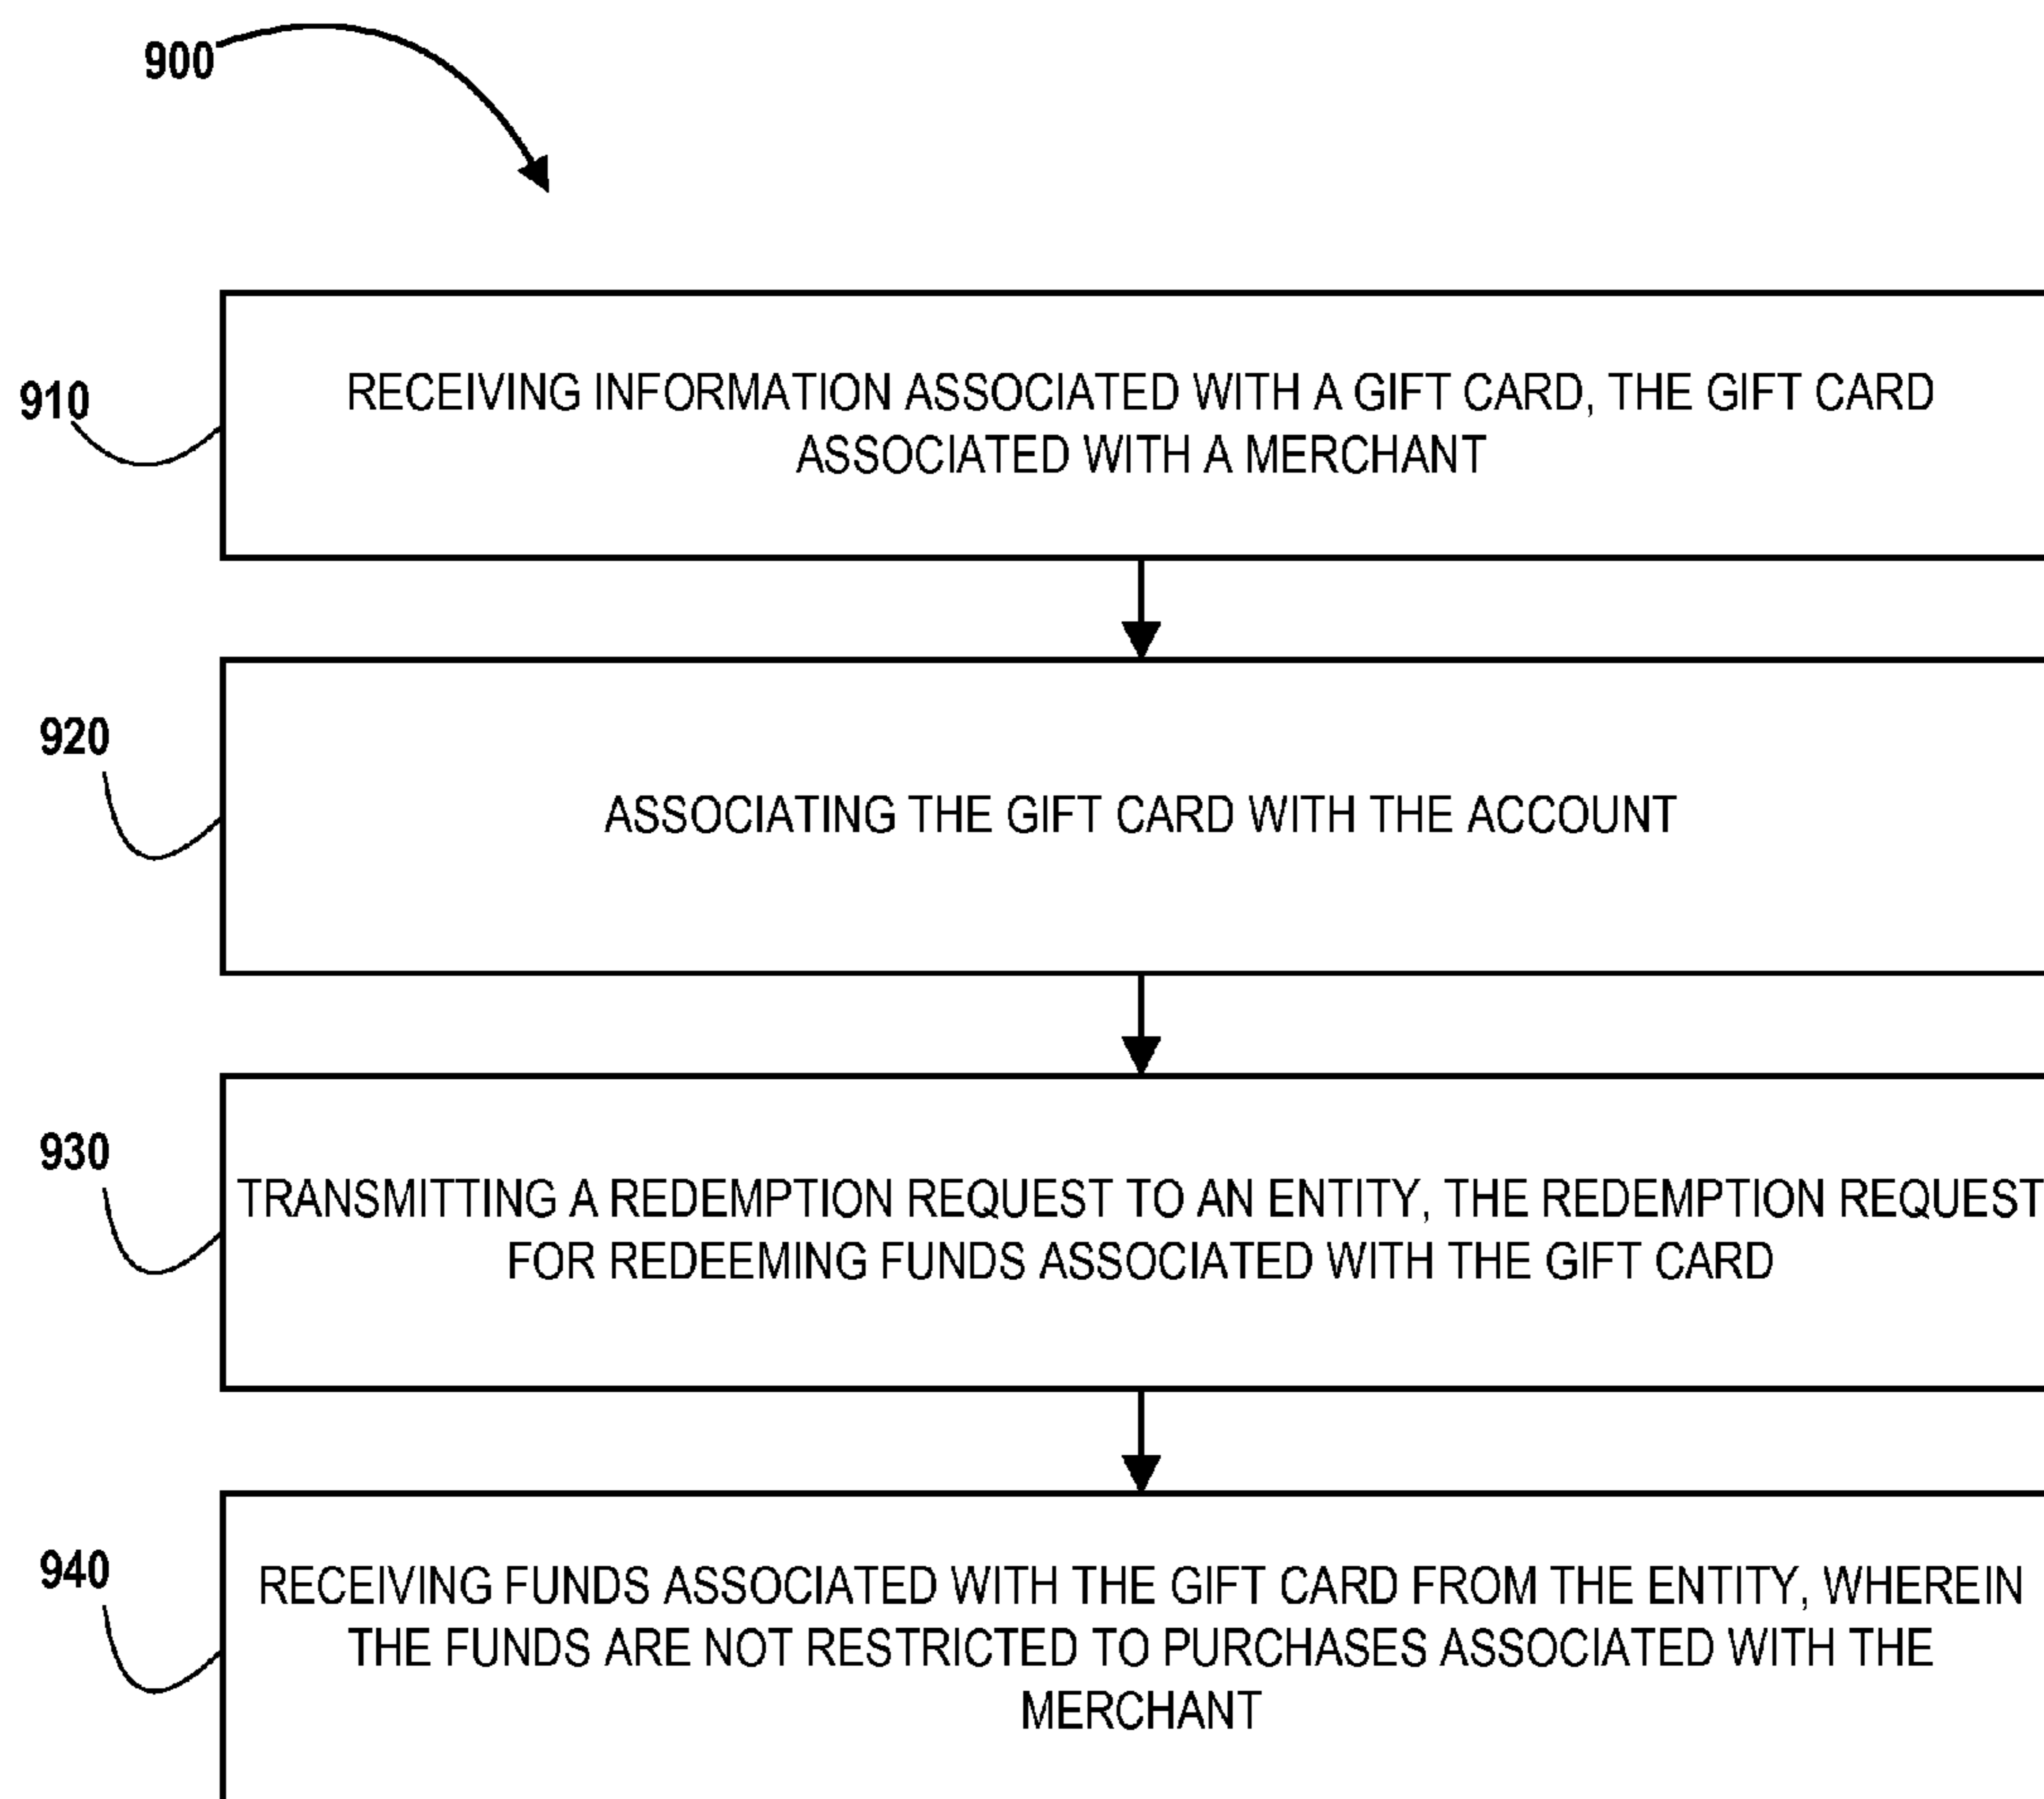 900
910
RECEIVING INFORMATION ASSOCIATED WITH A GIFT CARD, THE GIFT CARD
ASSOCIATED WITH A MERCHANT
920
ASSOCIATING THE GIFT CARD WITH THE ACCOUNT
930
TRANSMITTING A REDEMPTION REQUEST TO AN ENTITY, THE REDEMPTION REQUEST
FOR REDEEMING FUNDS ASSOCIATED WITH THE GIFT CARD
940
RECEIVING FUNDS ASSOCIATED WITH THE GIFT CARD FROM THE ENTITY, WHEREIN
THE FUNDS ARE NOT RESTRICTED TO PURCHASES ASSOCIATED WITH THE
MERCHANT